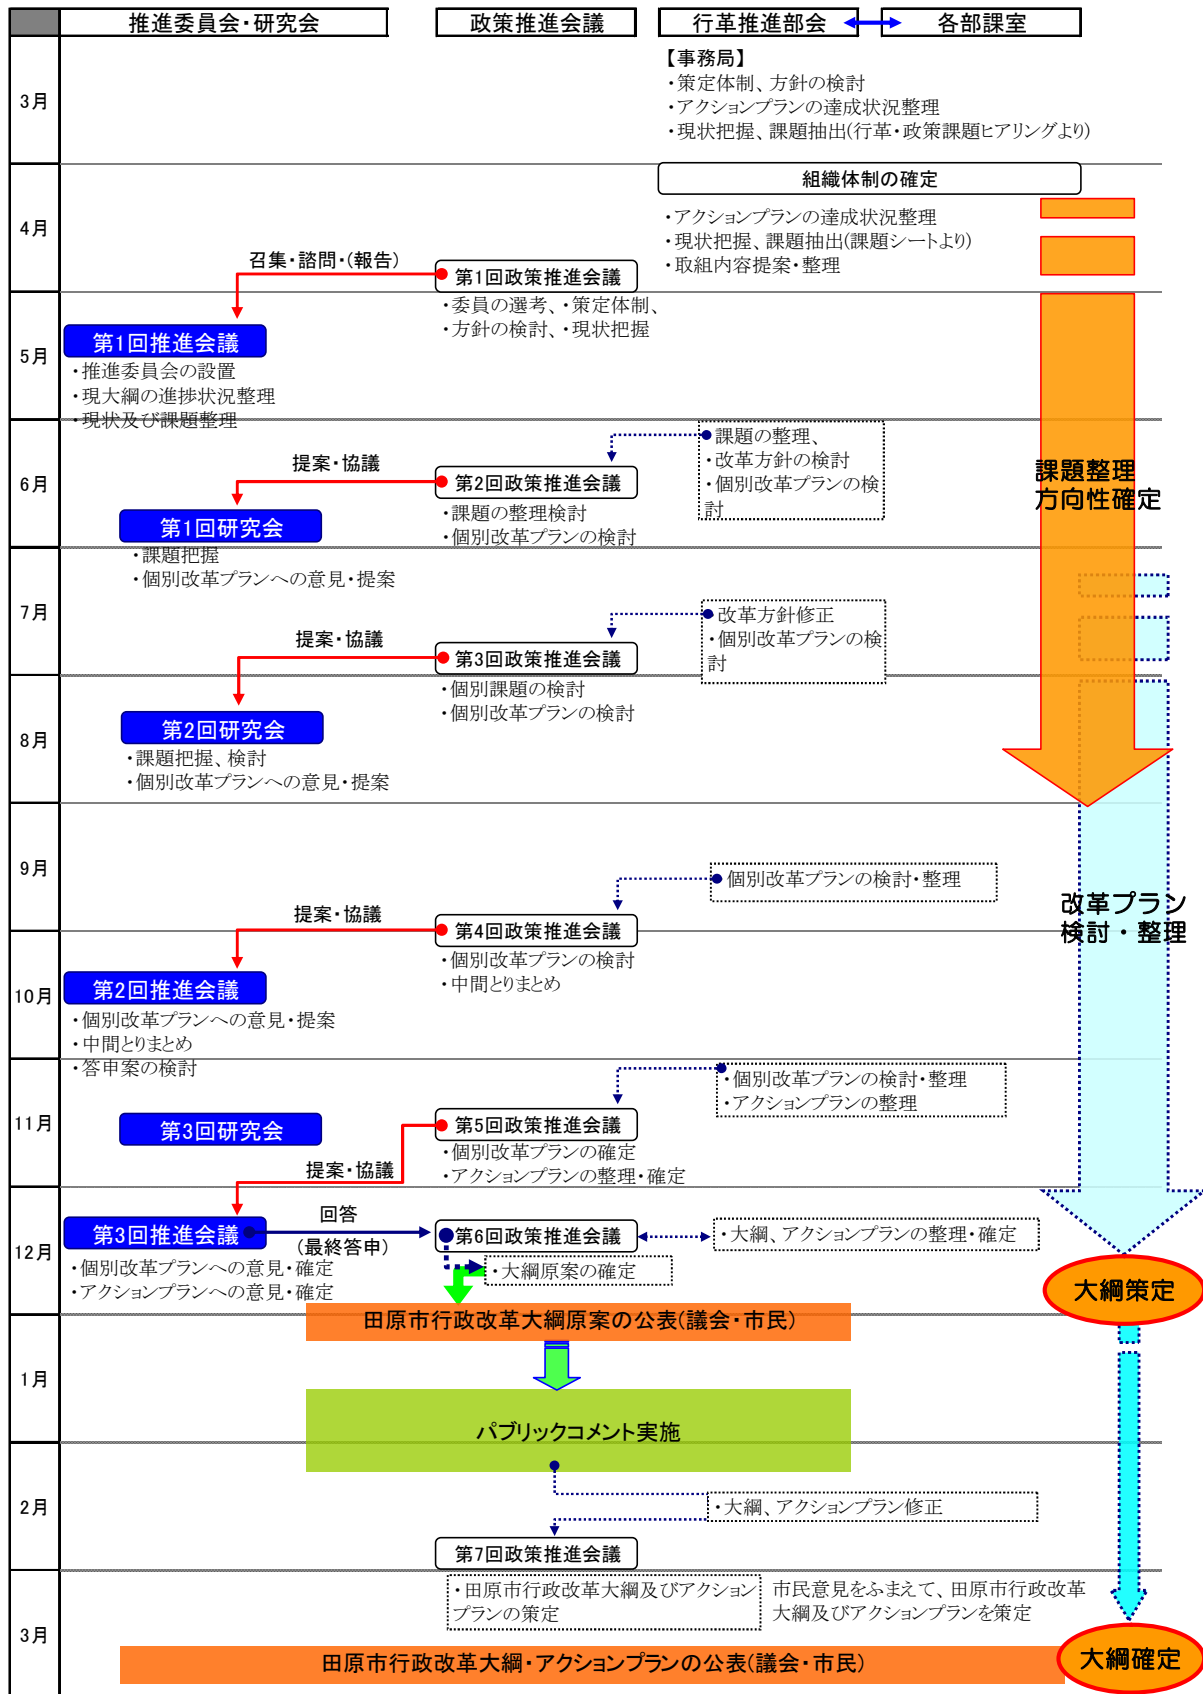 推進委員会・研究会
政策推進会議
行革推進部会
各部課室
3月
【事務局】
・策定体制、方針の検討
・アクションプランの達成状況整理
・現状把握、課題抽出(行革・政策課題ヒアリングより)
組織体制の確定
4月
・アクションプランの達成状況整理
・現状把握、課題抽出(課題シートより)
・取組内容提案・整理
召集・諮問・(報告)
第1回政策推進会議
・委員の選考、・策定体制、
・方針の検討、・現状把握
5月
第1回推進会議
・推進委員会の設置
・現大綱の進捗状況整理
・現状及び課題整理
6月
・課題の整理、
・改革方針の検討
・個別改革プランの検
討
提案・協議
第2回政策推進会議
・課題の整理検討
・個別改革プランの検討
第1回研究会
・課題把握
・個別改革プランへの意見・提案
課題整理
方向性確定
7月
・改革方針修正
・個別改革プランの検
討
提案・協議
第3回政策推進会議
・個別課題の検討
・個別改革プランの検討
8月
第2回研究会
・課題把握、検討
・個別改革プランへの意見・提案
9月
・個別改革プランの検討・整理
提案・協議
第4回政策推進会議
・個別改革プランの検討
・中間とりまとめ
改革プラン
検討・整理
10月
第2回推進会議
・個別改革プランへの意見・提案
・中間とりまとめ
・答申案の検討
11月
・個別改革プランの検討・整理
・アクションプランの整理
第3回研究会
第5回政策推進会議
・個別改革プランの確定
・アクションプランの整理・確定
提案・協議
12月
第3回推進会議
回答
(最終答申)
第6回政策推進会議
・大綱、アクションプランの整理・確定
・個別改革プランへの意見・確定
・アクションプランへの意見・確定
・大綱原案の確定
大綱策定
田原市行政改革大綱原案の公表(議会・市民)
1月
パブリックコメント実施
2月
・大綱、アクションプラン修正
第7回政策推進会議
3月
・田原市行政改革大綱及びアクション
プランの策定
市民意見をふまえて、田原市行政改革
大綱及びアクションプランを策定
田原市行政改革大綱・アクションプランの公表(議会・市民)
大綱確定